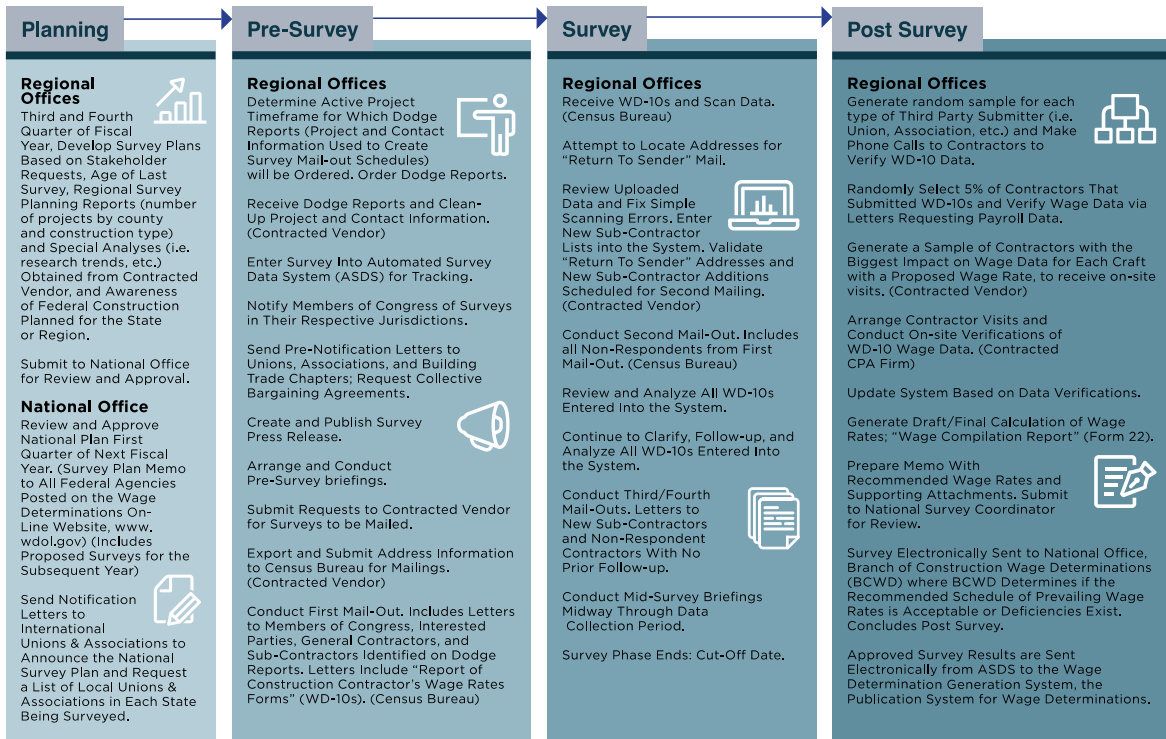 Planning
Regional
Offices
Third and Fourth
Quarter of Fiscal
Year, Develop Survey Plans
Based on Stakeholder
Requests, Age of Last
Survey, Regional Survey
Planning Reports (number
of projects by county
and construction type)
and Special Analyses (i.e.
research trends, etc.)
Obtained from Contracted
Vendor, and Awareness
of Federal Construction
Planned for the State
or Region.
Submit to National Office
for Review and Approval.
National Office
Review and Approve
National Plan First
Quarter of Next Fiscal
Year. (Survey Plan Memo
to All Federal Agencies
Posted on the Wage
Determinations On-
Line Website, www.
wdol.gov) (Includes
Proposed Surveys for the
Subsequent Year)
Send Notification
Letters to
International
Unions & Associations to
Announce the National
Survey Plan and Request
a List of Local Unions &
Associations in Each State
Being Surveyed.
Pre-Survey
Regional Offices
Determine Active Project
Timeframe for Which Dodge
Reports (Project and Contact
Information Used to Create
Survey Mail-out Schedules)
will be Ordered. Order Dodge Reports.
Receive Dodge Reports and Clean-
Up Project and Contact Information.
(Contracted Vendor)
Enter Survey Into Automated Survey
Data System (ASDS) for Tracking.
Notify Members of Congress of Surveys
in Their Respective Jurisdictions.
Send Pre-Notification Letters to
Unions, Associations, and Building
Trade Chapters; Request Collective
Bargaining Agreements.
Create and Publish Survey
Press Release.
Arrange and Conduct
Pre-Survey briefings.
Submit Requests to Contracted Vendor
for Surveys to be Mailed.
Export and Submit Address Information
to Census Bureau for Mailings.
(Contracted Vendor)
Conduct First Mail-Out. Includes Letters
to Members of Congress, Interested
Parties, General Contractors, and
Sub-Contractors Identified on Dodge
Reports. Letters Include “Report of
Construction Contractor’s Wage Rates
Forms” (WD-10s). (Census Bureau)
Survey
Regional Offices
Receive WD-10s and Scan Data.
(Census Bureau)
Attempt to Locate Addresses for
“Return To Sender” Mail.
Review Uploaded
Data and Fix Simple
Scanning Errors. Enter
New Sub-Contractor
Lists into the System. Validate
“Return To Sender” Addresses and
New Sub-Contractor Additions
Scheduled for Second Mailing.
(Contracted Vendor)
Conduct Second Mail-Out. Includes
all Non-Respondents from First
Mail-Out. (Census Bureau)
Review and Analyze All WD-10s
Entered Into the System.
Continue to Clarify, Follow-up, and
Analyze All WD-10s Entered Into
the System.
Conduct Third/Fourth
Mail-Outs. Letters to
New Sub-Contractors
and Non-Respondent
Contractors With No
Prior Follow-up.
Conduct Mid-Survey Briefings
Midway Through Data
Collection Period.
Survey Phase Ends: Cut-Off Date.
Post Survey
Regional Offices
Generate random sample for each
type of Third Party Submitter (i.e.
Union, Association, etc.) and Make
Phone Calls to Contractors to
Verify WD-10 Data.
Randomly Select 5% of Contractors That
Submitted WD-10s and Verify Wage Data via
Letters Requesting Payroll Data.
Generate a Sample of Contractors with the
Biggest Impact on Wage Data for Each Craft
with a Proposed Wage Rate, to receive on-site
visits. (Contracted Vendor)
Arrange Contractor Visits and
Conduct On-site Verifications of
WD-10 Wage Data. (Contracted
CPA Firm)
Update System Based on Data Verifications.
Generate Draft/Final Calculation of Wage
Rates; “Wage Compilation Report” (Form 22).
Prepare Memo With
Recommended Wage Rates and
Supporting Attachments. Submit
to National Survey Coordinator
for Review.
Survey Electronically Sent to National Office,
Branch of Construction Wage Determinations
(BCWD) where BCWD Determines if the
Recommended Schedule of Prevailing Wage
Rates is Acceptable or Deficiencies Exist.
Concludes Post Survey.
Approved Survey Results are Sent
Electronically from ASDS to the Wage
Determination Generation System, the
Publication System for Wage Determinations.